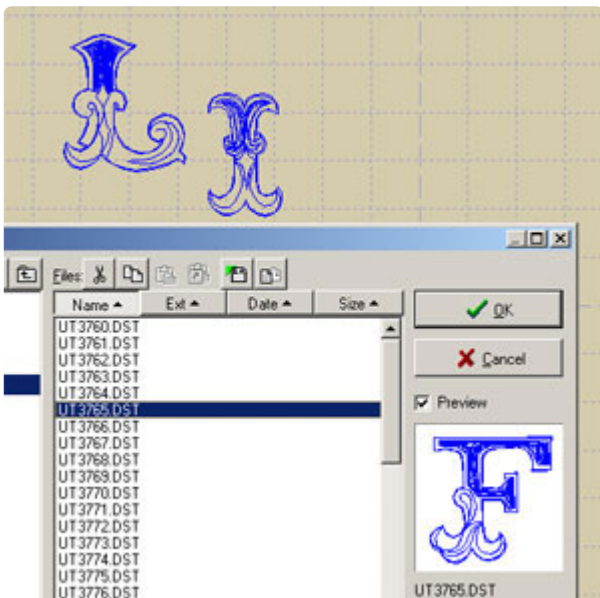 L I
Files:
Name Ext Date Size
OK
Cancel
Preview
F
UT3765.DST
UT3760.DST
UT3761.DST
UT3762.DST
UT3763.DST
UT3764.DST
UT3765.DST
UT3766.DST
UT3767.DST
UT3768.DST
UT3769.DST
UT3770.DST
UT3771.DST
UT3772.DST
UT3773.DST
UT3774.DST
UT3775.DST
UT3776.DST